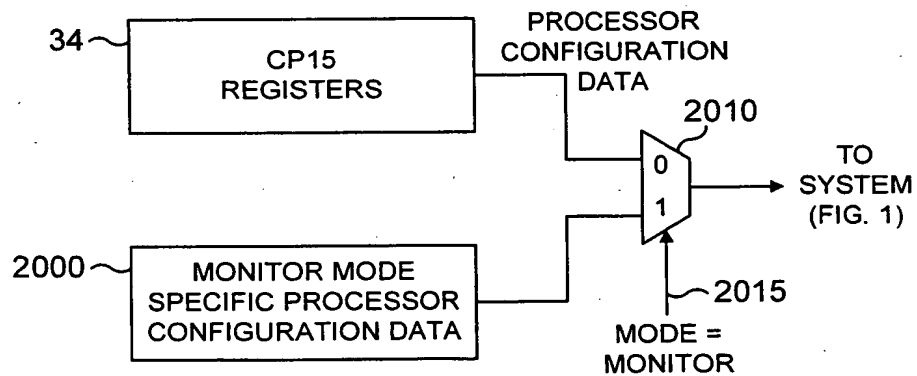 34
CP15
REGISTERS
PROCESSOR
CONFIGURATION
DATA
2010
0
1
TO
SYSTEM
(FIG. 1)
2000
MONITOR MODE
SPECIFIC PROCESSOR
CONFIGURATION DATA
2015
MODE =
MONITOR